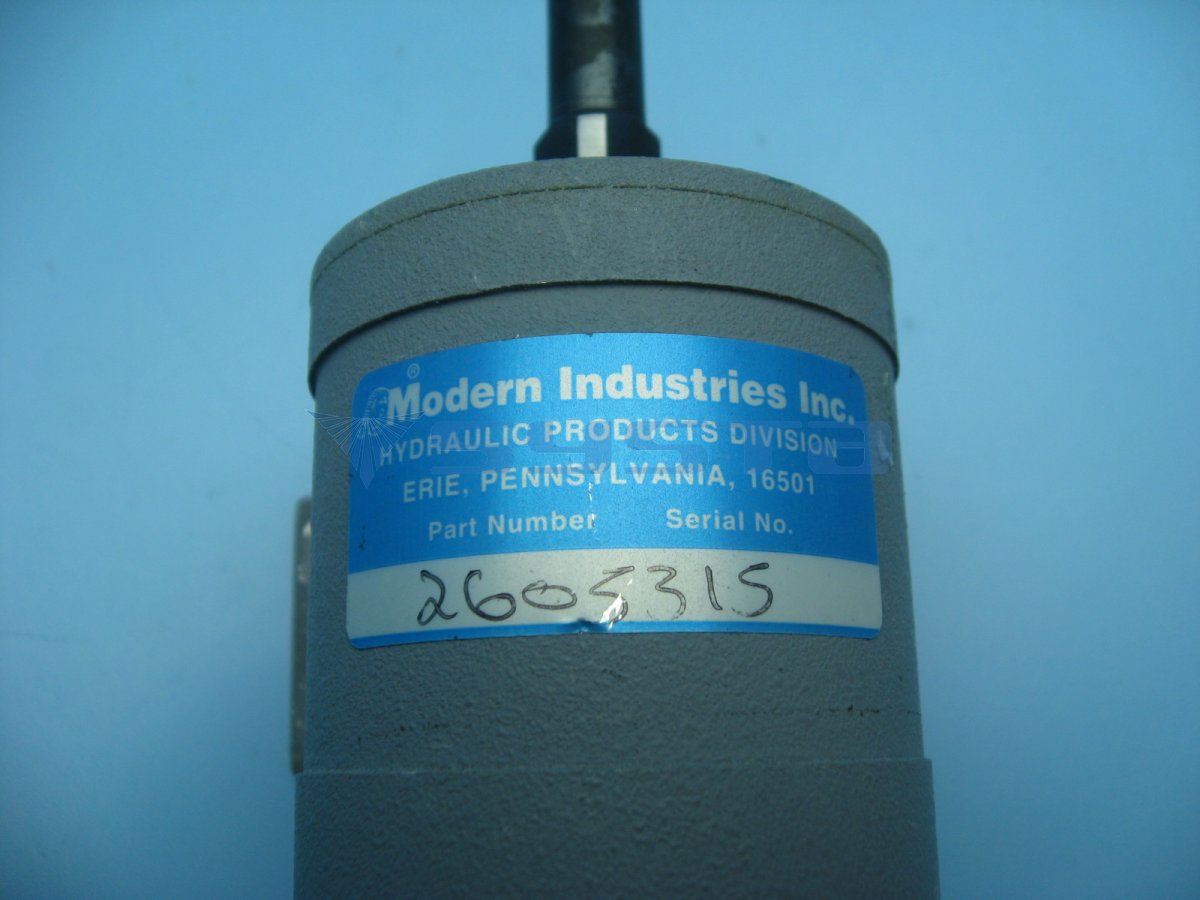 ® Modern Industries Inc.
HYDRAULIC PRODUCTS DIVISION
ERIE, PENNSYLVANIA, 16501
Part Number Serial No.
2605315